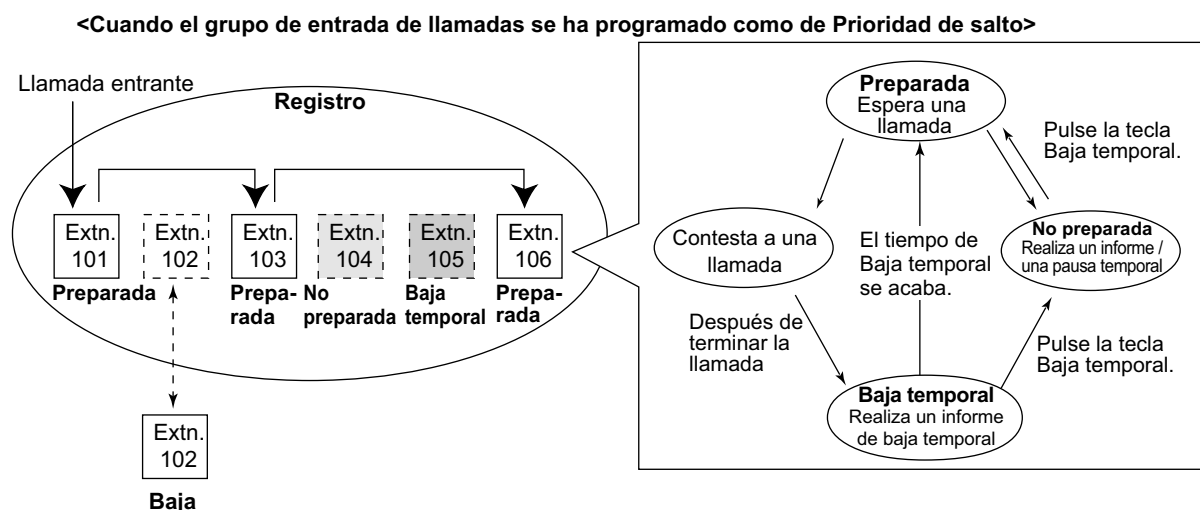 <Cuando el grupo de entrada de llamadas se ha programado como de Prioridad de salto>
Llamada entrante
Registro
Extn.
101
Preparada
Extn.
102
Extn.
103
Prepa-
rada
Extn.
104
No
preparada
Extn.
105
Baja
temporal
Extn.
106
Prepa-
rada
Extn.
102
Baja
Preparada
Espera una
llamada
Pulse la tecla
Baja temporal.
Contesta a una
llamada
El tiempo de
Baja temporal
se acaba.
No preparada
Realiza un informe /
una pausa temporal
Después de
terminar la
llamada
Pulse la tecla
Baja temporal.
Baja temporal
Realiza un informe
de baja temporal